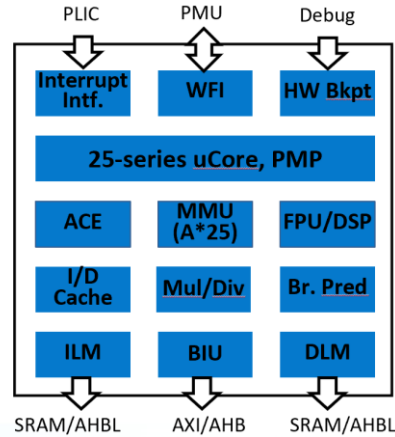 PLIC PMU Debug
Interrupt Intf. WFI HW Bkpt
25-series uCore, PMP
ACE MMU (A*25) FPU/DSP
I/D Cache Mul/Div Br. Pred
ILM BIU DLM
SRAM/AHBL AXI/AHB SRAM/AHBL